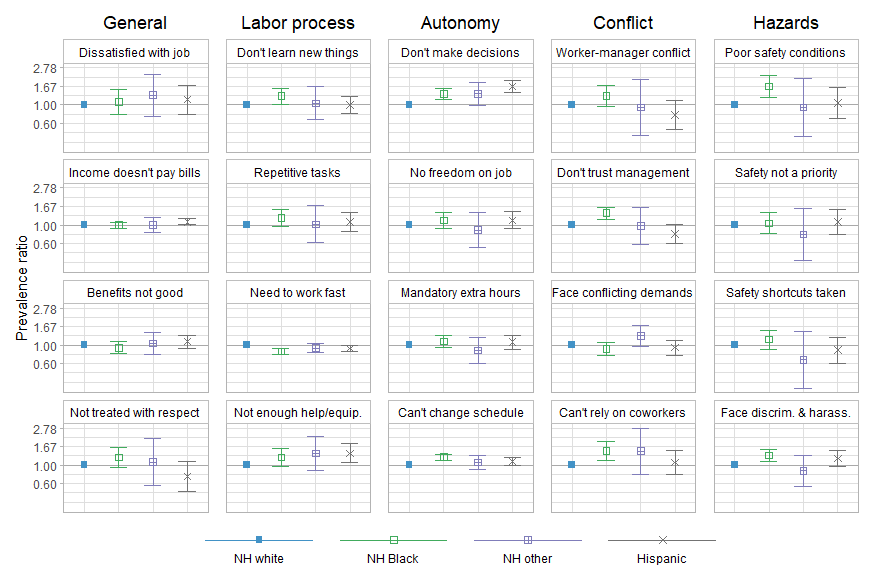 General Labor process Autonomy Conflict Hazards
Dissatisfied with job Don't learn new things Don't make decisions Worker-manager conflict Poor safety conditions
2.78
1.67
1.00
0.60
Income doesn't pay bills Repetitive tasks No freedom on job Don't trust management Safety not a priority
2.78
1.67
1.00
0.60
Prevalence ratio
Benefits not good Need to work fast Mandatory extra hours Face conflicting demands Safety shortcuts taken
2.78
1.67
1.00
0.60
Not treated with respect Not enough help/equip. Can't change schedule Can't rely on coworkers Face discrim. & harass.
2.78
1.67
1.00
0.60
NH white NH Black NH other Hispanic